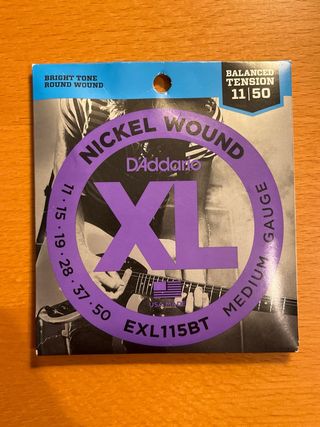 BRIGHT TONE
ROUND WOUND
BALANCED
TENSION
11|50
NICKEL WOUND
D'Addario
XL
11 · 15 · 19 · 28 · 37 · 50
MEDIUM GAUGE
EXL115BT